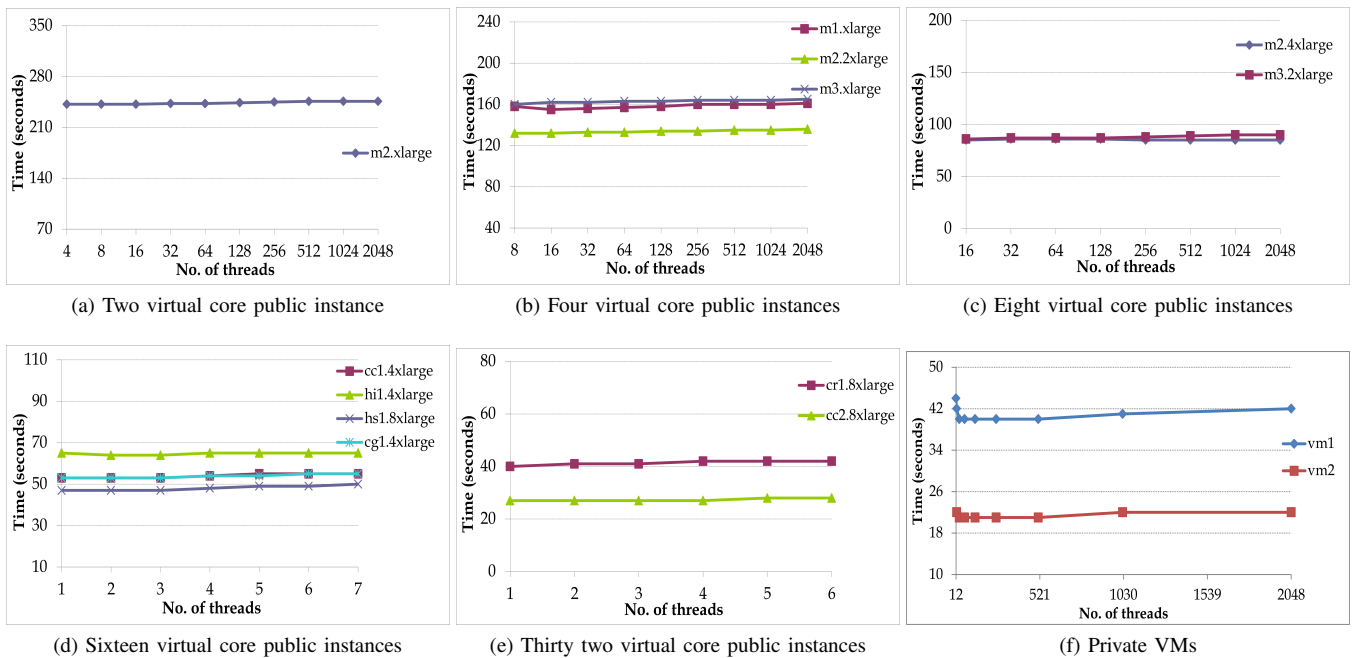 350
280
210
140
70
Time (seconds)
4 8 16 32 64 128 256 512 1024 2048
No. of threads
m2.xlarge
(a) Two virtual core public instance
240
200
160
120
80
40
Time (seconds)
8 16 32 64 128 256 512 1024 2048
No. of threads
m1.xlarge
m2.2xlarge
m3.xlarge
(b) Four virtual core public instances
200
150
100
50
0
Time (seconds)
16 32 64 128 256 512 1024 2048
No. of threads
m2.4xlarge
m3.2xlarge
(c) Eight virtual core public instances
110
90
70
50
30
10
Time (seconds)
1 2 3 4 5 6 7
No. of threads
cc1.4xlarge
hi1.4xlarge
hs1.8xlarge
cg1.4xlarge
(d) Sixteen virtual core public instances
80
60
40
20
0
Time (seconds)
1 2 3 4 5 6
No. of threads
cr1.8xlarge
cc2.8xlarge
(e) Thirty two virtual core public instances
50
42
34
26
18
10
Time (seconds)
12 521 1030 1539 2048
No. of threads
vm1
vm2
(f) Private VMs